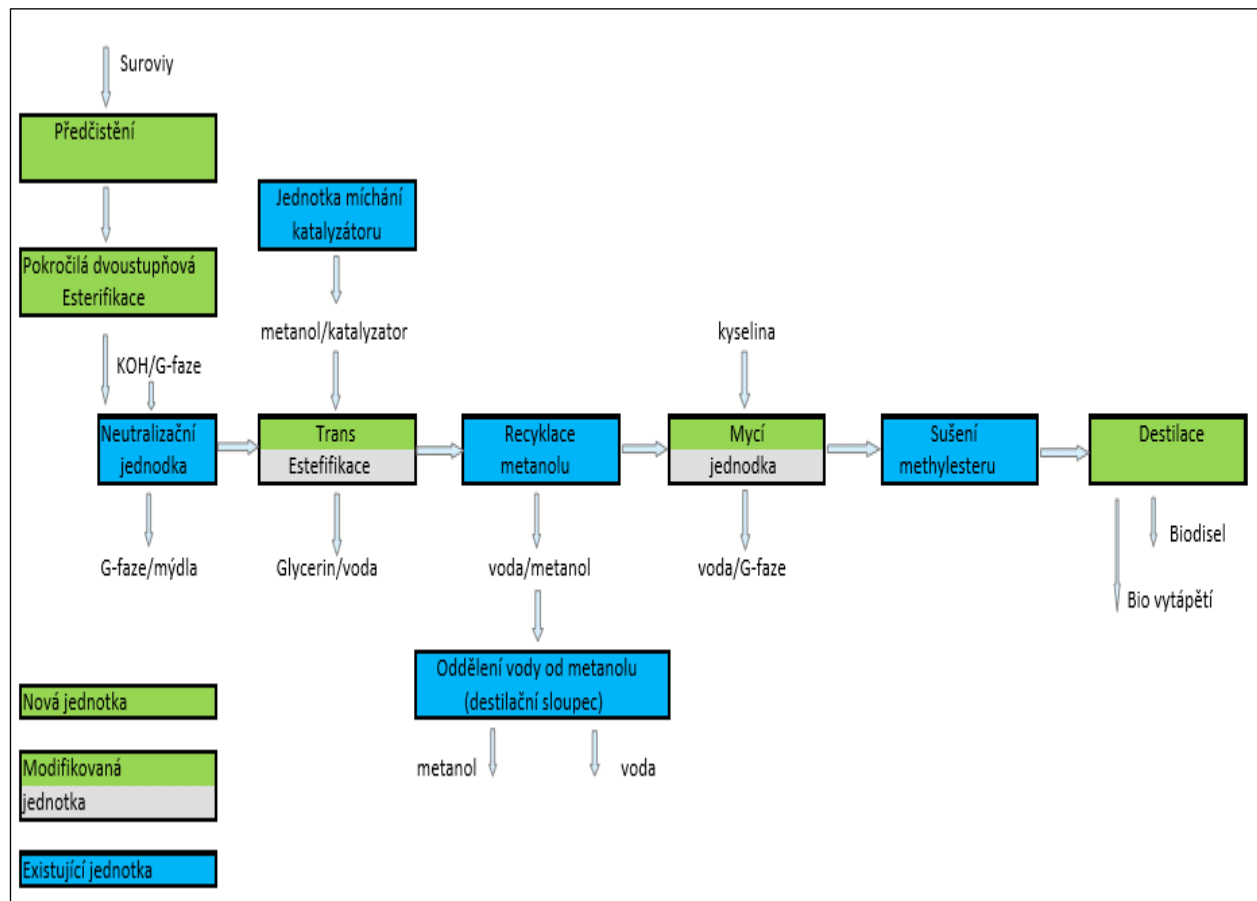 Suroviy
Předčistění
Pokročilá dvoustupňová
Esterifikace
Jednotka míchání
katalyzátoru
metanol/katalyzator
kyselina
KOH/G-faze
Neutralizační
jednodka
Trans
Estefifikace
Recyklace
metanolu
Mycí
jednodka
Sušení
methylesteru
Destilace
G-faze/mýdla
Glycerin/voda
voda/metanol
voda/G-faze
Biodisel
Bio vytápětí
Oddělení vody od metanolu
(destilační sloupec)
metanol
voda
Nová jednotka
Modifikovaná
jednotka
Existující jednotka